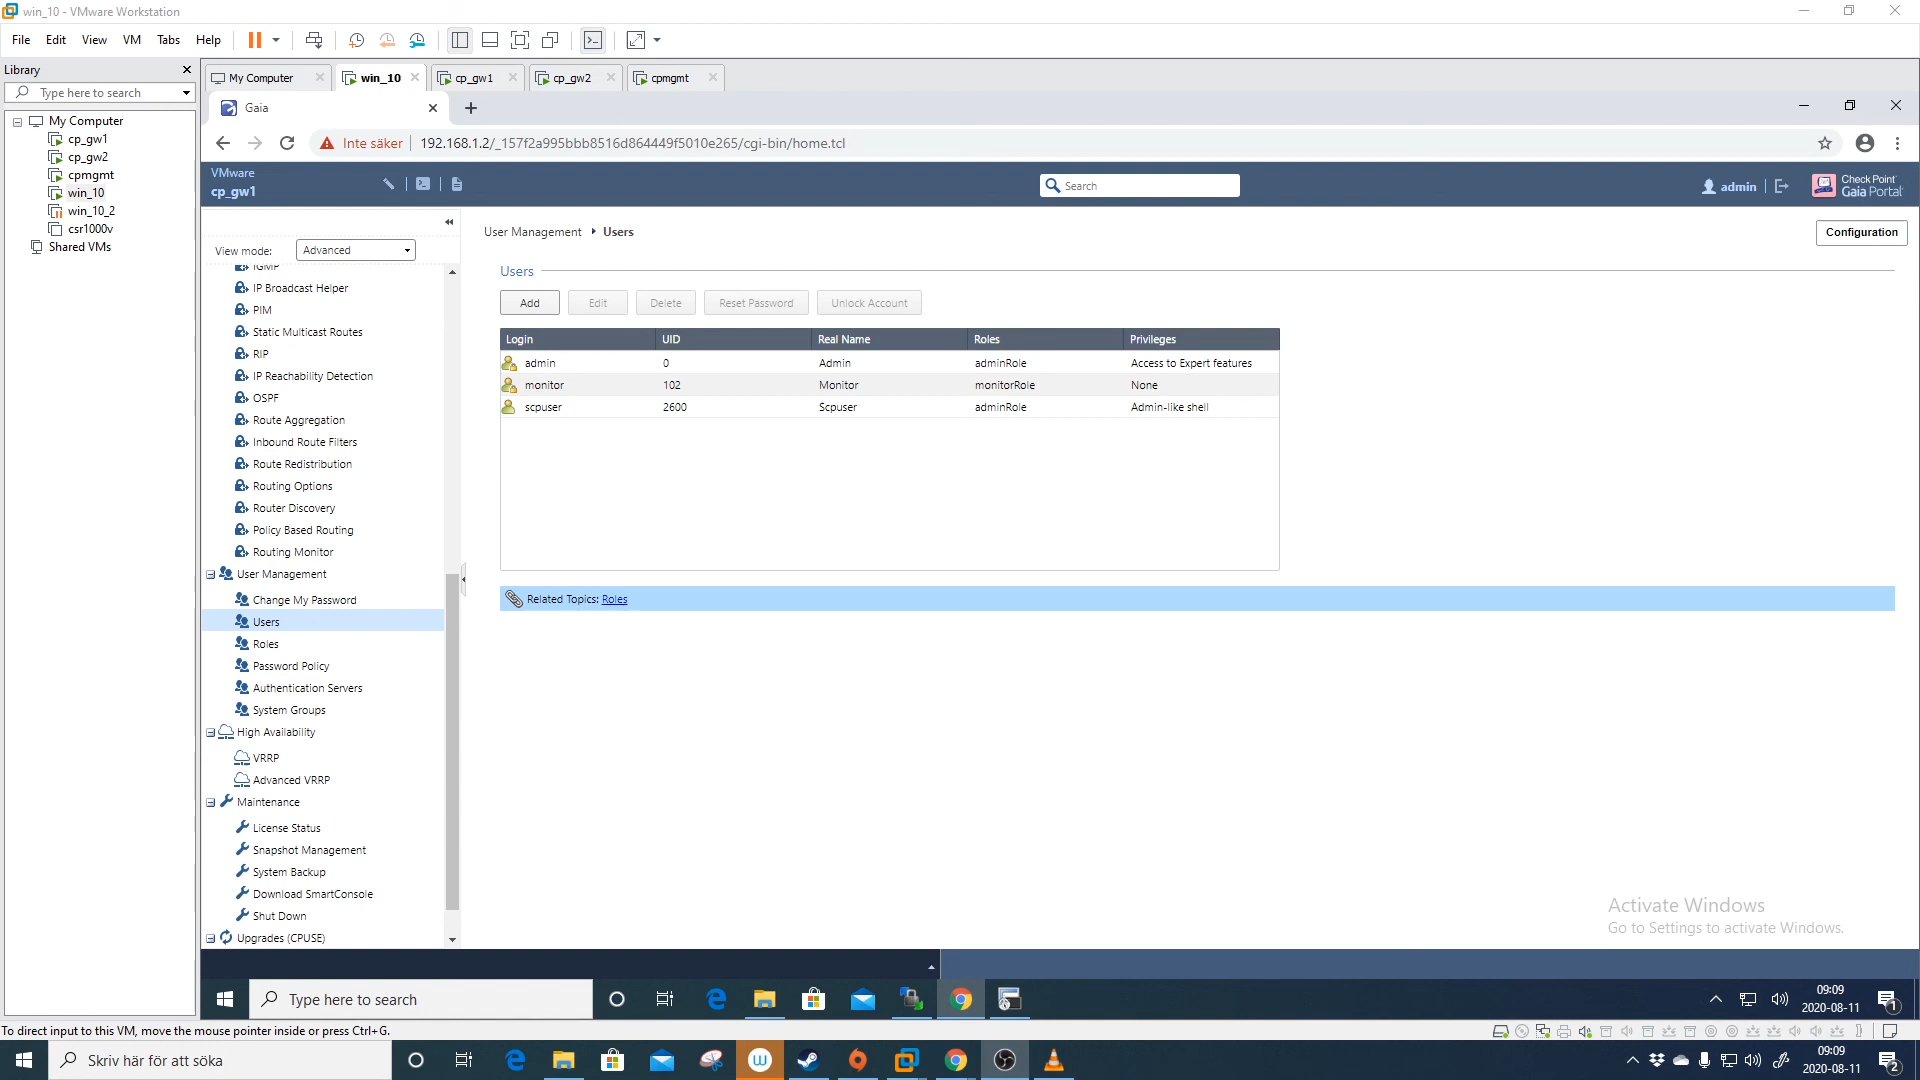 win_10 - VMware Workstation
File Edit View VM Tabs Help
Library
Type here to search
My Computer
cp_gw1
cp_gw2
cpmgmt
win_10
win_10_2
csr1000v
Shared VMs
My Computer win_10 cp_gw1 cp_gw2 cpmgmt
Gaia
Inte säker 192.168.1.2/_157f2a995bbb8516d864449f5010e265/cgi-bin/home.tcl
VMware
cp_gw1
Search
admin
Check Point
Gaia Portal
View mode: Advanced
IGMP
IP Broadcast Helper
PIM
Static Multicast Routes
RIP
IP Reachability Detection
OSPF
Route Aggregation
Inbound Route Filters
Route Redistribution
Routing Options
Router Discovery
Policy Based Routing
Routing Monitor
User Management
Change My Password
Users
Roles
Password Policy
Authentication Servers
System Groups
High Availability
VRRP
Advanced VRRP
Maintenance
License Status
Snapshot Management
System Backup
Download SmartConsole
Shut Down
Upgrades (CPUSE)
User Management Users
Configuration
Users
Add Edit Delete Reset Password Unlock Account
Login UID Real Name Roles Privileges
admin 0 Admin adminRole Access to Expert features
monitor 102 Monitor monitorRole None
scpuser 2600 Scpuser adminRole Admin-like shell
Related Topics: Roles
Activate Windows
Go to Settings to activate Windows.
Type here to search
09:09
2020-08-11
1
To direct input to this VM, move the mouse pointer inside or press Ctrl+G.
Skriv här för att söka
09:09
2020-08-11
2